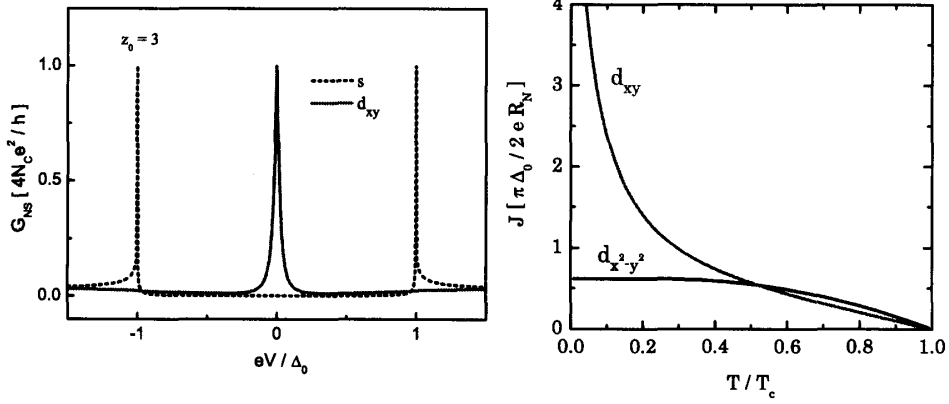 z₀ = 3
s
d_xy
1.0
0.5
0.0
G_NS [ 4N_C e² / h ]
-1
0
1
eV / Δ₀
4
3
2
1
0
J [ π Δ₀ / 2 e R_N ]
d_xy
d_x²-y²
0.0
0.2
0.4
0.6
0.8
1.0
T / T_c